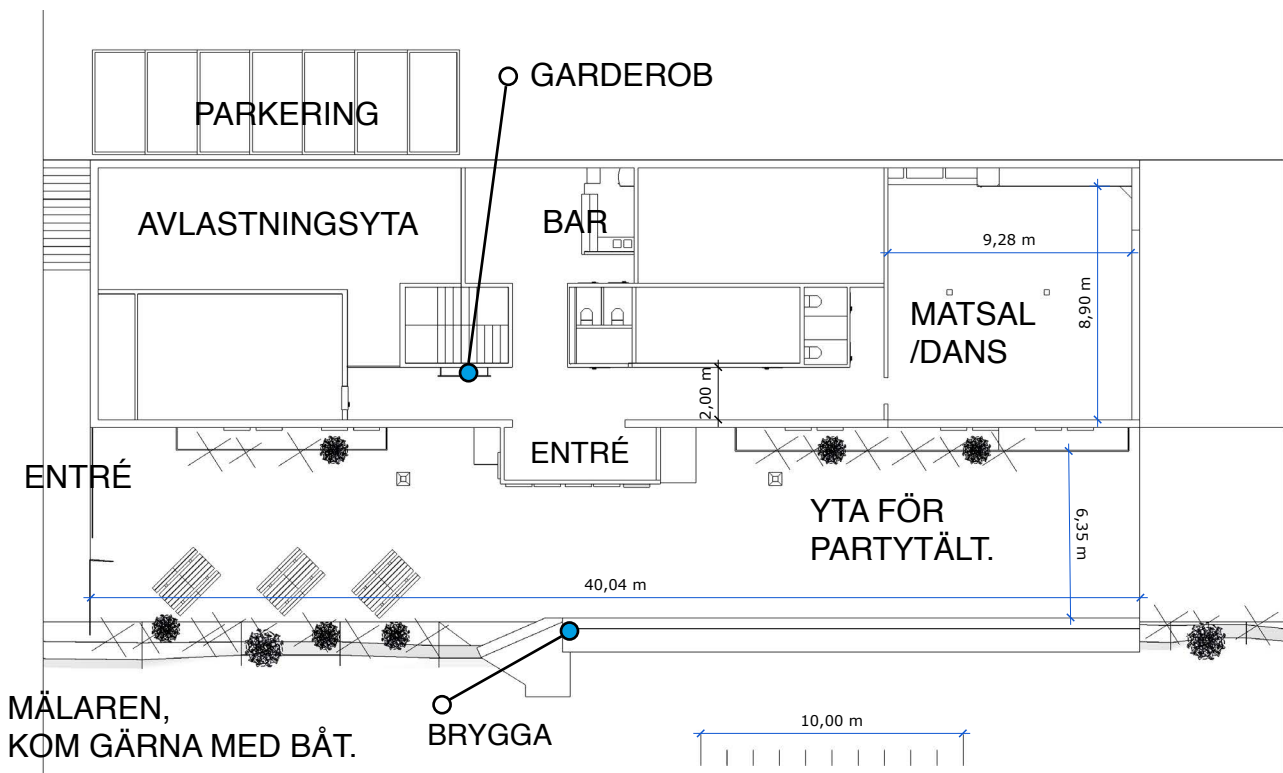 GARDEROB
PARKERING
AVLASTNINGSYTA
BAR
9,28 m
8,90 m
MATSAL
/DANS
2,00 m
ENTRÉ
ENTRÉ
YTA FÖR
PARTYTÄLT.
6,35 m
40,04 m
MÄLAREN,
KOM GÄRNA MED BÅT.
BRYGGA
10,00 m